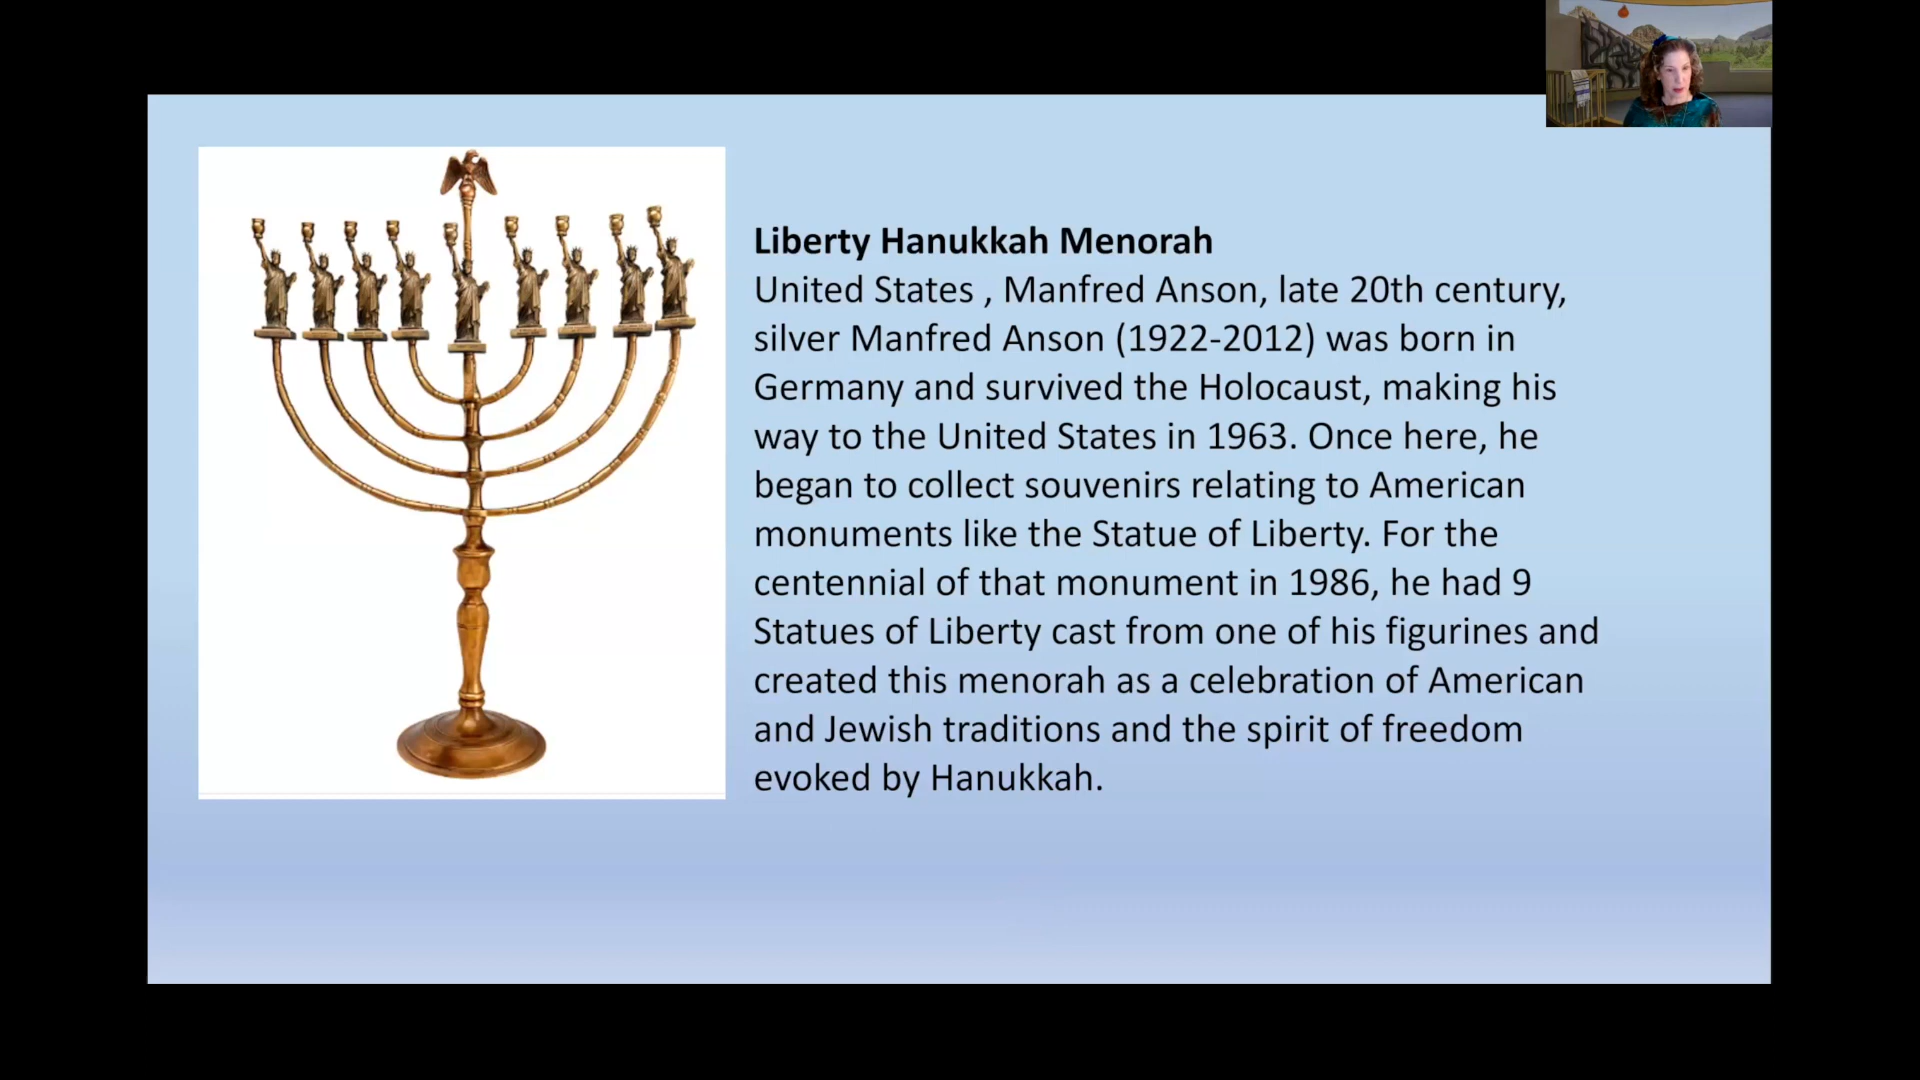 Liberty Hanukkah Menorah
United States , Manfred Anson, late 20th century,
silver Manfred Anson (1922-2012) was born in
Germany and survived the Holocaust, making his
way to the United States in 1963. Once here, he
began to collect souvenirs relating to American
monuments like the Statue of Liberty. For the
centennial of that monument in 1986, he had 9
Statues of Liberty cast from one of his figurines and
created this menorah as a celebration of American
and Jewish traditions and the spirit of freedom
evoked by Hanukkah.